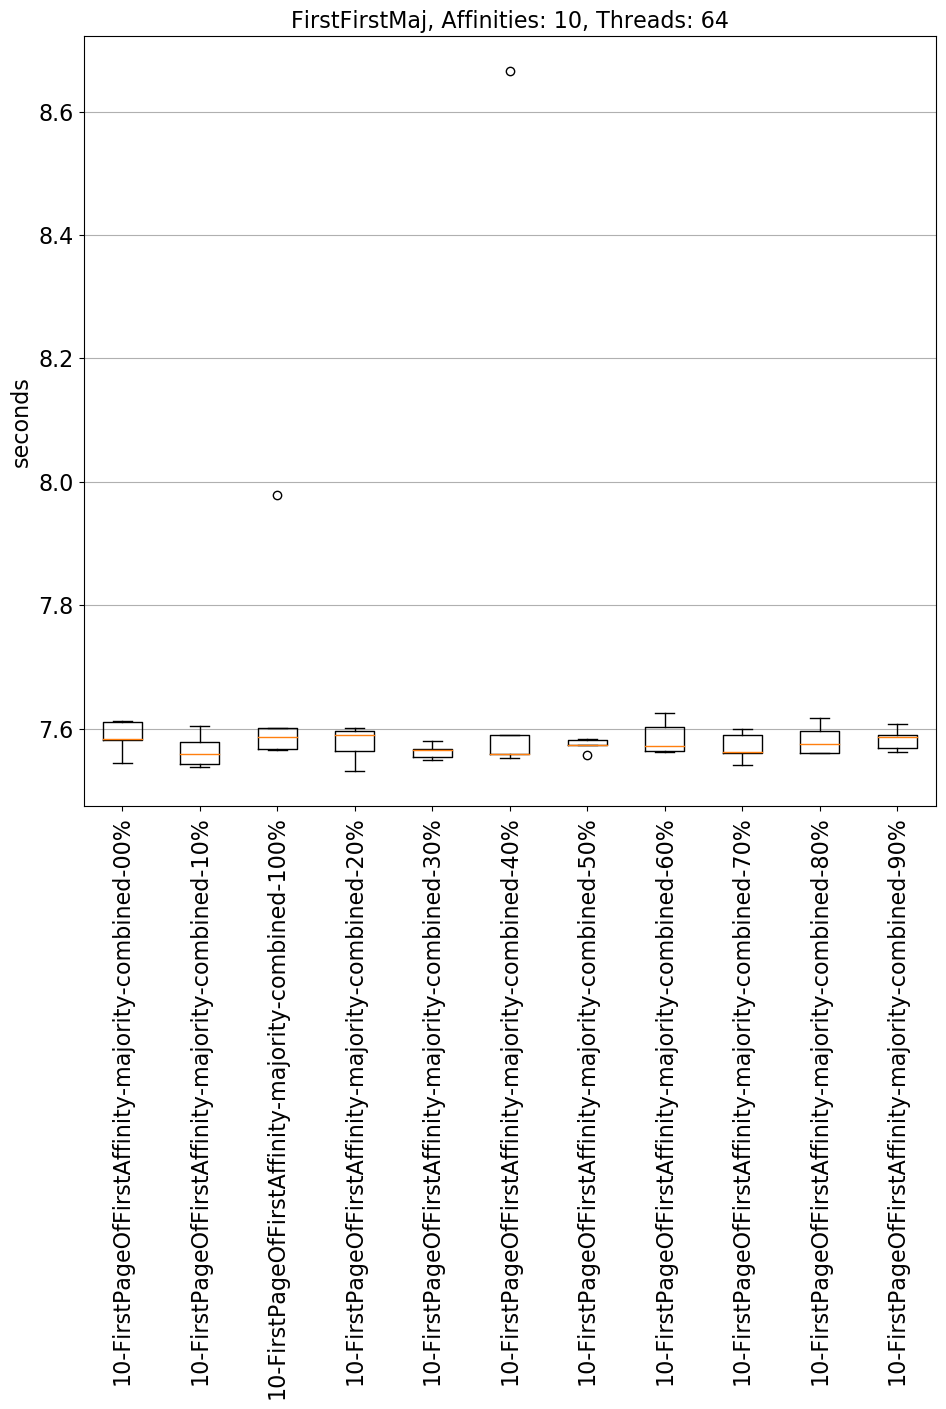 FirstFirstMaj, Affinities: 10, Threads: 64
seconds
8.6
8.4
8.2
8.0
7.8
7.6
10-FirstPageOfFirstAffinity-majority-combined-00%
10-FirstPageOfFirstAffinity-majority-combined-10%
10-FirstPageOfFirstAffinity-majority-combined-100%
10-FirstPageOfFirstAffinity-majority-combined-20%
10-FirstPageOfFirstAffinity-majority-combined-30%
10-FirstPageOfFirstAffinity-majority-combined-40%
10-FirstPageOfFirstAffinity-majority-combined-50%
10-FirstPageOfFirstAffinity-majority-combined-60%
10-FirstPageOfFirstAffinity-majority-combined-70%
10-FirstPageOfFirstAffinity-majority-combined-80%
10-FirstPageOfFirstAffinity-majority-combined-90%